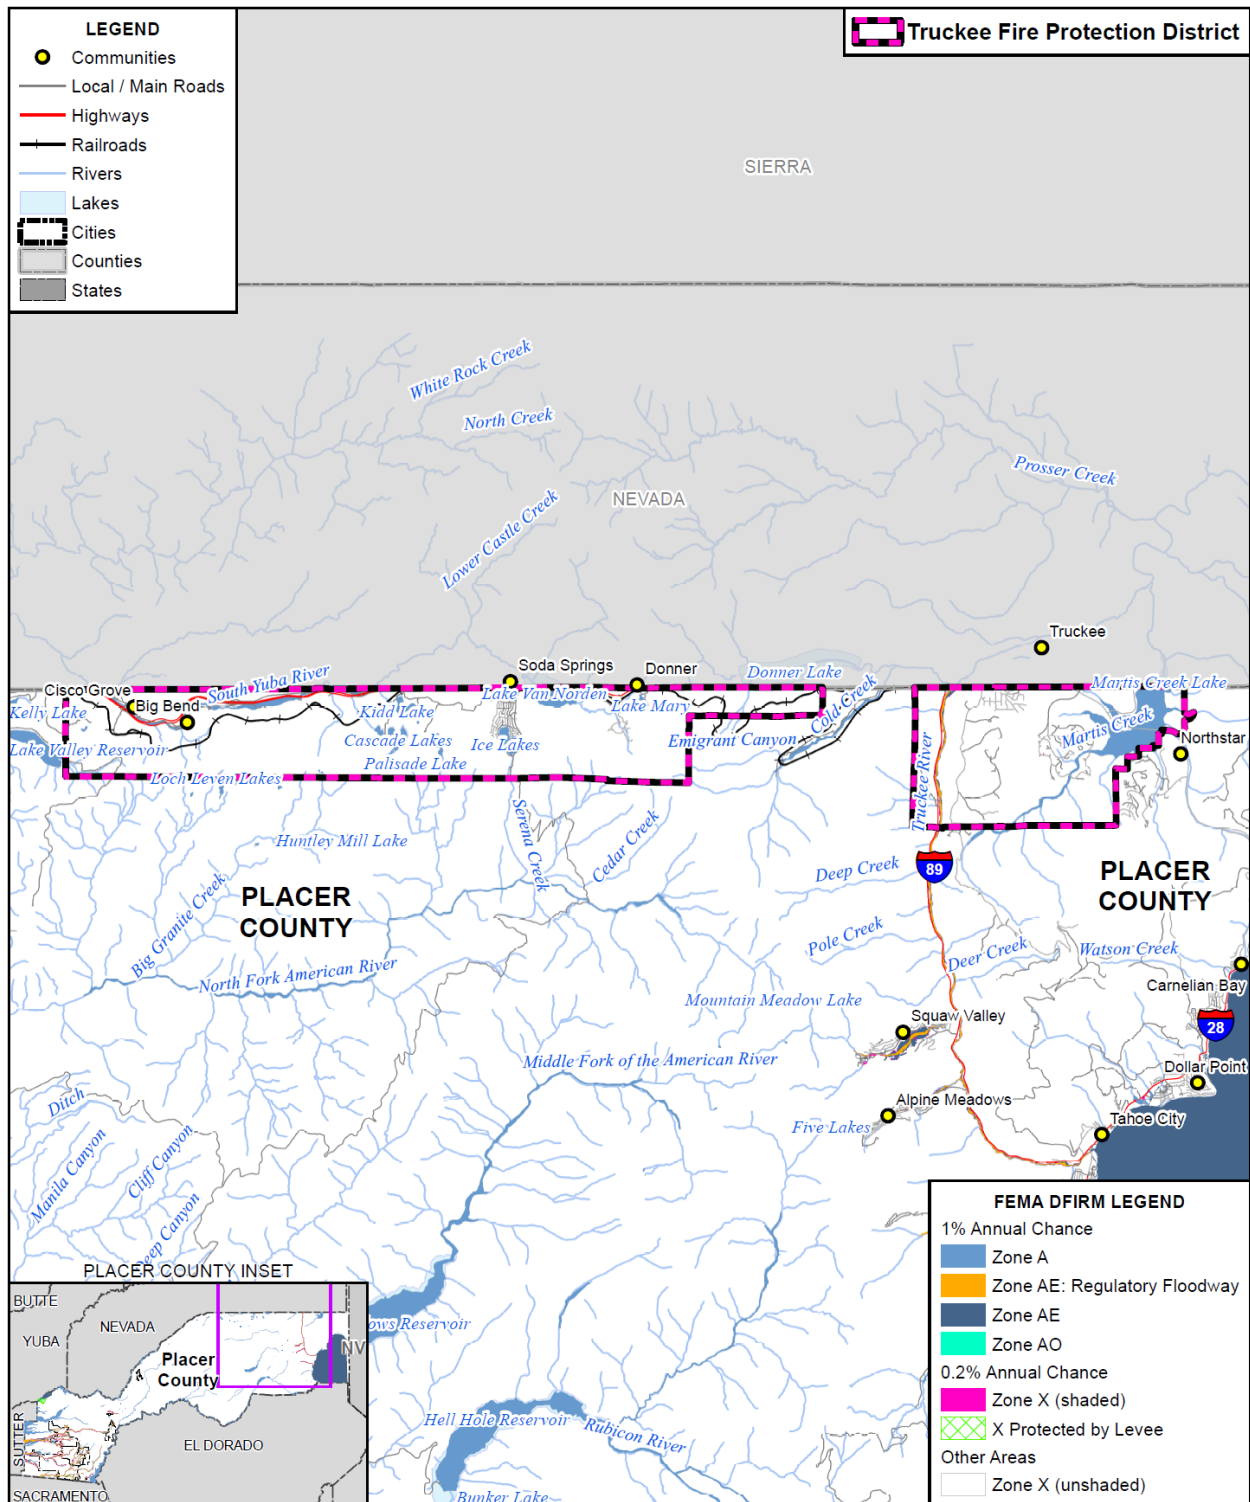 LEGEND
Communities
Local / Main Roads
Highways
Railroads
Rivers
Lakes
Cities
Counties
States
Truckee Fire Protection District
SIERRA
White Rock Creek
North Creek
Prosser Creek
NEVADA
Lower Castle Creek
Truckee
Soda Springs
Donner
Donner Lake
South Yuba River
Lake Van Norden
Martis Creek Lake
Cisco Grove
Big Bend
Kelly Lake
Kidd Lake
Lake Mary
Cold Creek
Martis Creek
Cascade Lakes
Ice Lakes
Emigrant Canyon
Northstar
Lake Valley Reservoir
Palisade Lake
Loch Leven Lakes
Truckee River
Serena Creek
Huntley Mill Lake
Cedar Creek
Deep Creek
89
PLACER
COUNTY
PLACER
COUNTY
Big Granite Creek
Pole Creek
Deer Creek
Watson Creek
North Fork American River
Carnelian Bay
Mountain Meadow Lake
Squaw Valley
28
Middle Fork of the American River
Dollar Point
Ditch
Alpine Meadows
Five Lakes
Tahoe City
Manila Canyon
Cliff Canyon
Deep Canyon
PLACER COUNTY INSET
BUTTE
YUBA
NEVADA
NV
Placer
County
SUTTER
EL DORADO
SACRAMENTO
ows Reservoir
Hell Hole Reservoir
Rubicon River
Bunker Lake
FEMA DFIRM LEGEND
1% Annual Chance
Zone A
Zone AE: Regulatory Floodway
Zone AE
Zone AO
0.2% Annual Chance
Zone X (shaded)
X Protected by Levee
Other Areas
Zone X (unshaded)